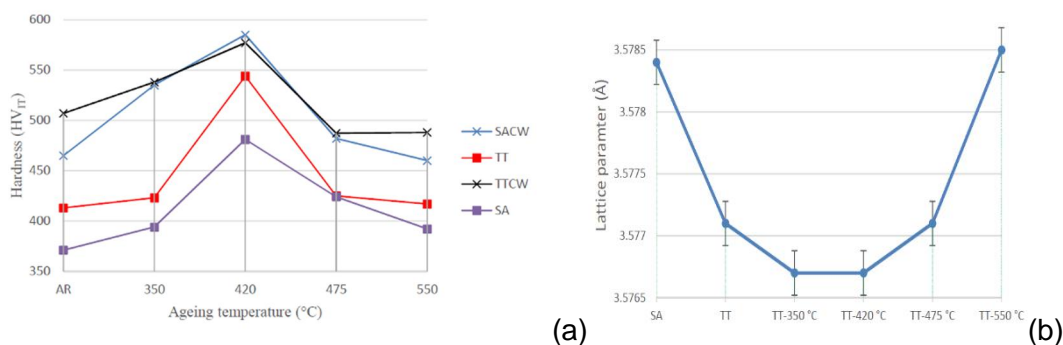 600
550
500
450
400
350
Hardness (HV_IT)
AR 350 420 475 550
Ageing temperature (°C)
SACW
TT
TTCW
SA
(a)
3.5785
3.578
3.5775
3.577
3.5765
Lattice paramter (Å)
SA TT TT-350 °C TT-420 °C TT-475 °C TT-550 °C
(b)